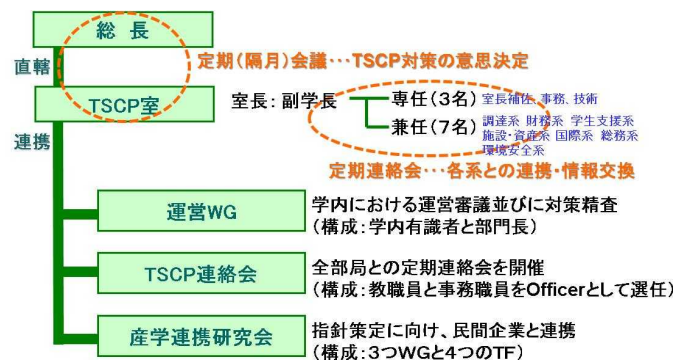 総 長
直轄
定期(隔月)会議…TSCP対策の意思決定
TSCP室
室長: 副学長
専任(3名) 室長補佐、事務、技術
兼任(7名) 調達系 財務系 学生支援系
施設・資産系 国際系 総務系
環境安全系
連携
定期連絡会…各系との連携・情報交換
運営WG
学内における運営審議並びに対策精査
(構成:学内有識者と部門長)
TSCP連絡会
全部局との定期連絡会を開催
(構成:教職員と事務職員をOfficerとして選任)
産学連携研究会
指針策定に向け、民間企業と連携
(構成:3つWGと4つのTF)